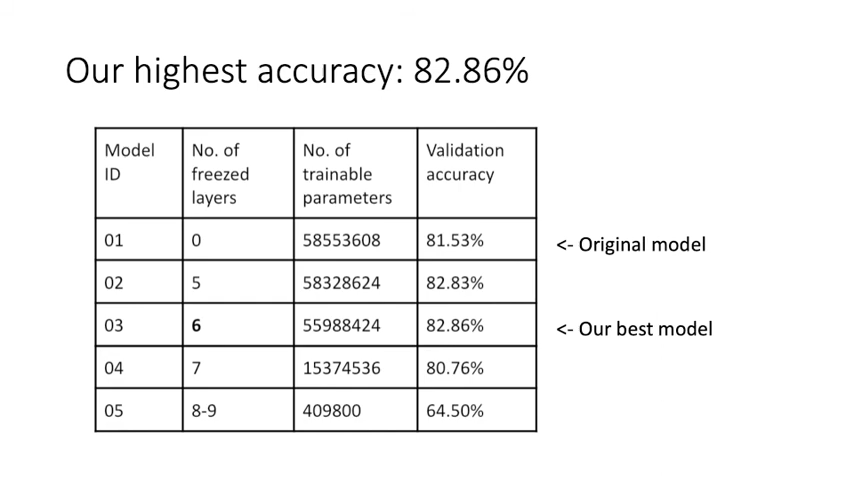 Our highest accuracy: 82.86%
Model ID | No. of freezed layers | No. of trainable parameters | Validation accuracy
01 | 0 | 58553608 | 81.53% <- Original model
02 | 5 | 58328624 | 82.83%
03 | 6 | 55988424 | 82.86% <- Our best model
04 | 7 | 15374536 | 80.76%
05 | 8-9 | 409800 | 64.50%